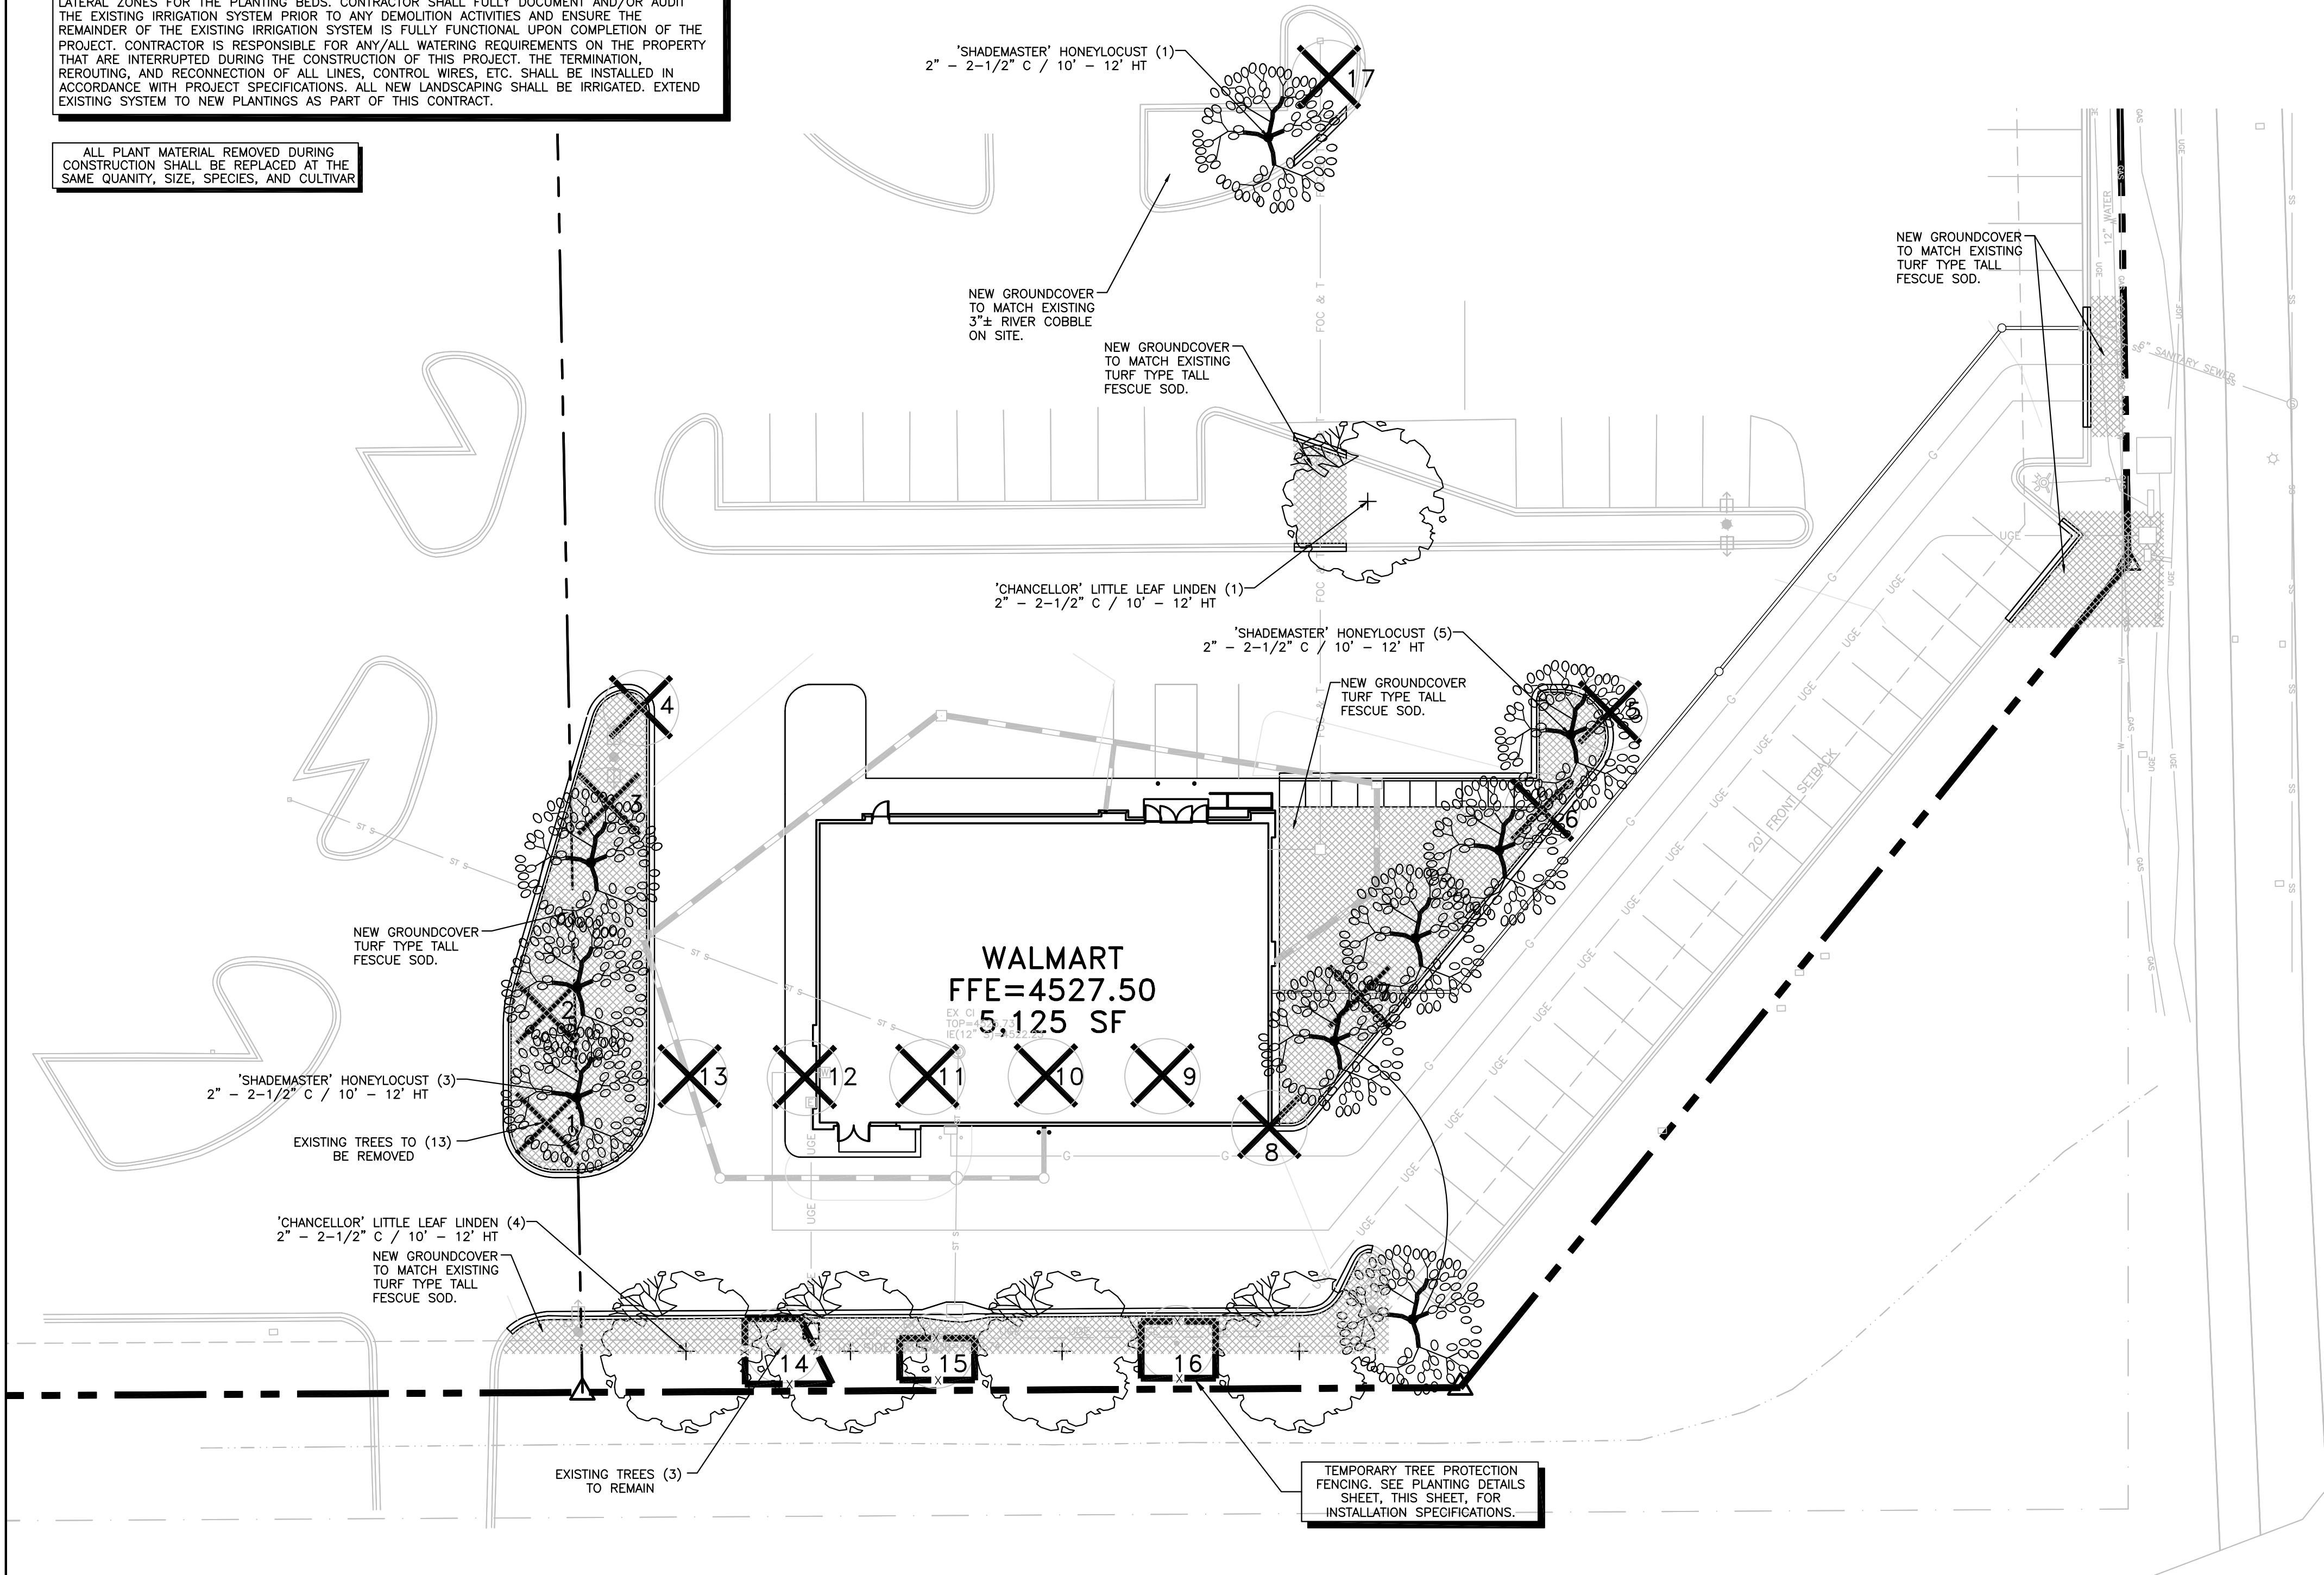 LATERAL ZONES FOR THE PLANTING BEDS. CONTRACTOR SHALL FULLY DOCUMENT AND/OR AUDIT
THE EXISTING IRRIGATION SYSTEM PRIOR TO ANY DEMOLITION ACTIVITIES AND ENSURE THE
REMAINDER OF THE EXISTING IRRIGATION SYSTEM IS FULLY FUNCTIONAL UPON COMPLETION OF THE
PROJECT. CONTRACTOR IS RESPONSIBLE FOR ANY/ALL WATERING REQUIREMENTS ON THE PROPERTY
THAT ARE INTERRUPTED DURING THE CONSTRUCTION OF THIS PROJECT. THE TERMINATION,
REROUTING, AND RECONNECTION OF ALL LINES, CONTROL WIRES, ETC. SHALL BE INSTALLED IN
ACCORDANCE WITH PROJECT SPECIFICATIONS. ALL NEW LANDSCAPING SHALL BE IRRIGATED. EXTEND
EXISTING SYSTEM TO NEW PLANTINGS AS PART OF THIS CONTRACT.
ALL PLANT MATERIAL REMOVED DURING
CONSTRUCTION SHALL BE REPLACED AT THE
SAME QUANITY, SIZE, SPECIES, AND CULTIVAR
'SHADEMASTER' HONEYLOCUST (1)
2" - 2-1/2" C / 10' - 12' HT
17
NEW GROUNDCOVER
TO MATCH EXISTING
3"± RIVER COBBLE
ON SITE.
FOC & T
NEW GROUNDCOVER
TO MATCH EXISTING
TURF TYPE TALL
FESCUE SOD.
NEW GROUNDCOVER
TO MATCH EXISTING
TURF TYPE TALL
FESCUE SOD.
12" WATER
W
GAS
UGE
SS
6" SANITARY SEWER
'CHANCELLOR' LITTLE LEAF LINDEN (1)
2" - 2-1/2" C / 10' - 12' HT
FOC & T
'SHADEMASTER' HONEYLOCUST (5)
2" - 2-1/2" C / 10' - 12' HT
NEW GROUNDCOVER
TURF TYPE TALL
FESCUE SOD.
4
3
5
6
20' FRONT SETBACK
G
UGE
ST S
NEW GROUNDCOVER
TURF TYPE TALL
FESCUE SOD.
WALMART
FFE=4527.50
5,125 SF
EX CI
2
7
13
12
11
10
9
'SHADEMASTER' HONEYLOCUST (3)
2" - 2-1/2" C / 10' - 12' HT
1
8
EXISTING TREES TO (13)
BE REMOVED
'CHANCELLOR' LITTLE LEAF LINDEN (4)
2" - 2-1/2" C / 10' - 12' HT
NEW GROUNDCOVER
TO MATCH EXISTING
TURF TYPE TALL
FESCUE SOD.
14
15
16
EXISTING TREES (3)
TO REMAIN
TEMPORARY TREE PROTECTION
FENCING. SEE PLANTING DETAILS
SHEET, THIS SHEET, FOR
INSTALLATION SPECIFICATIONS.